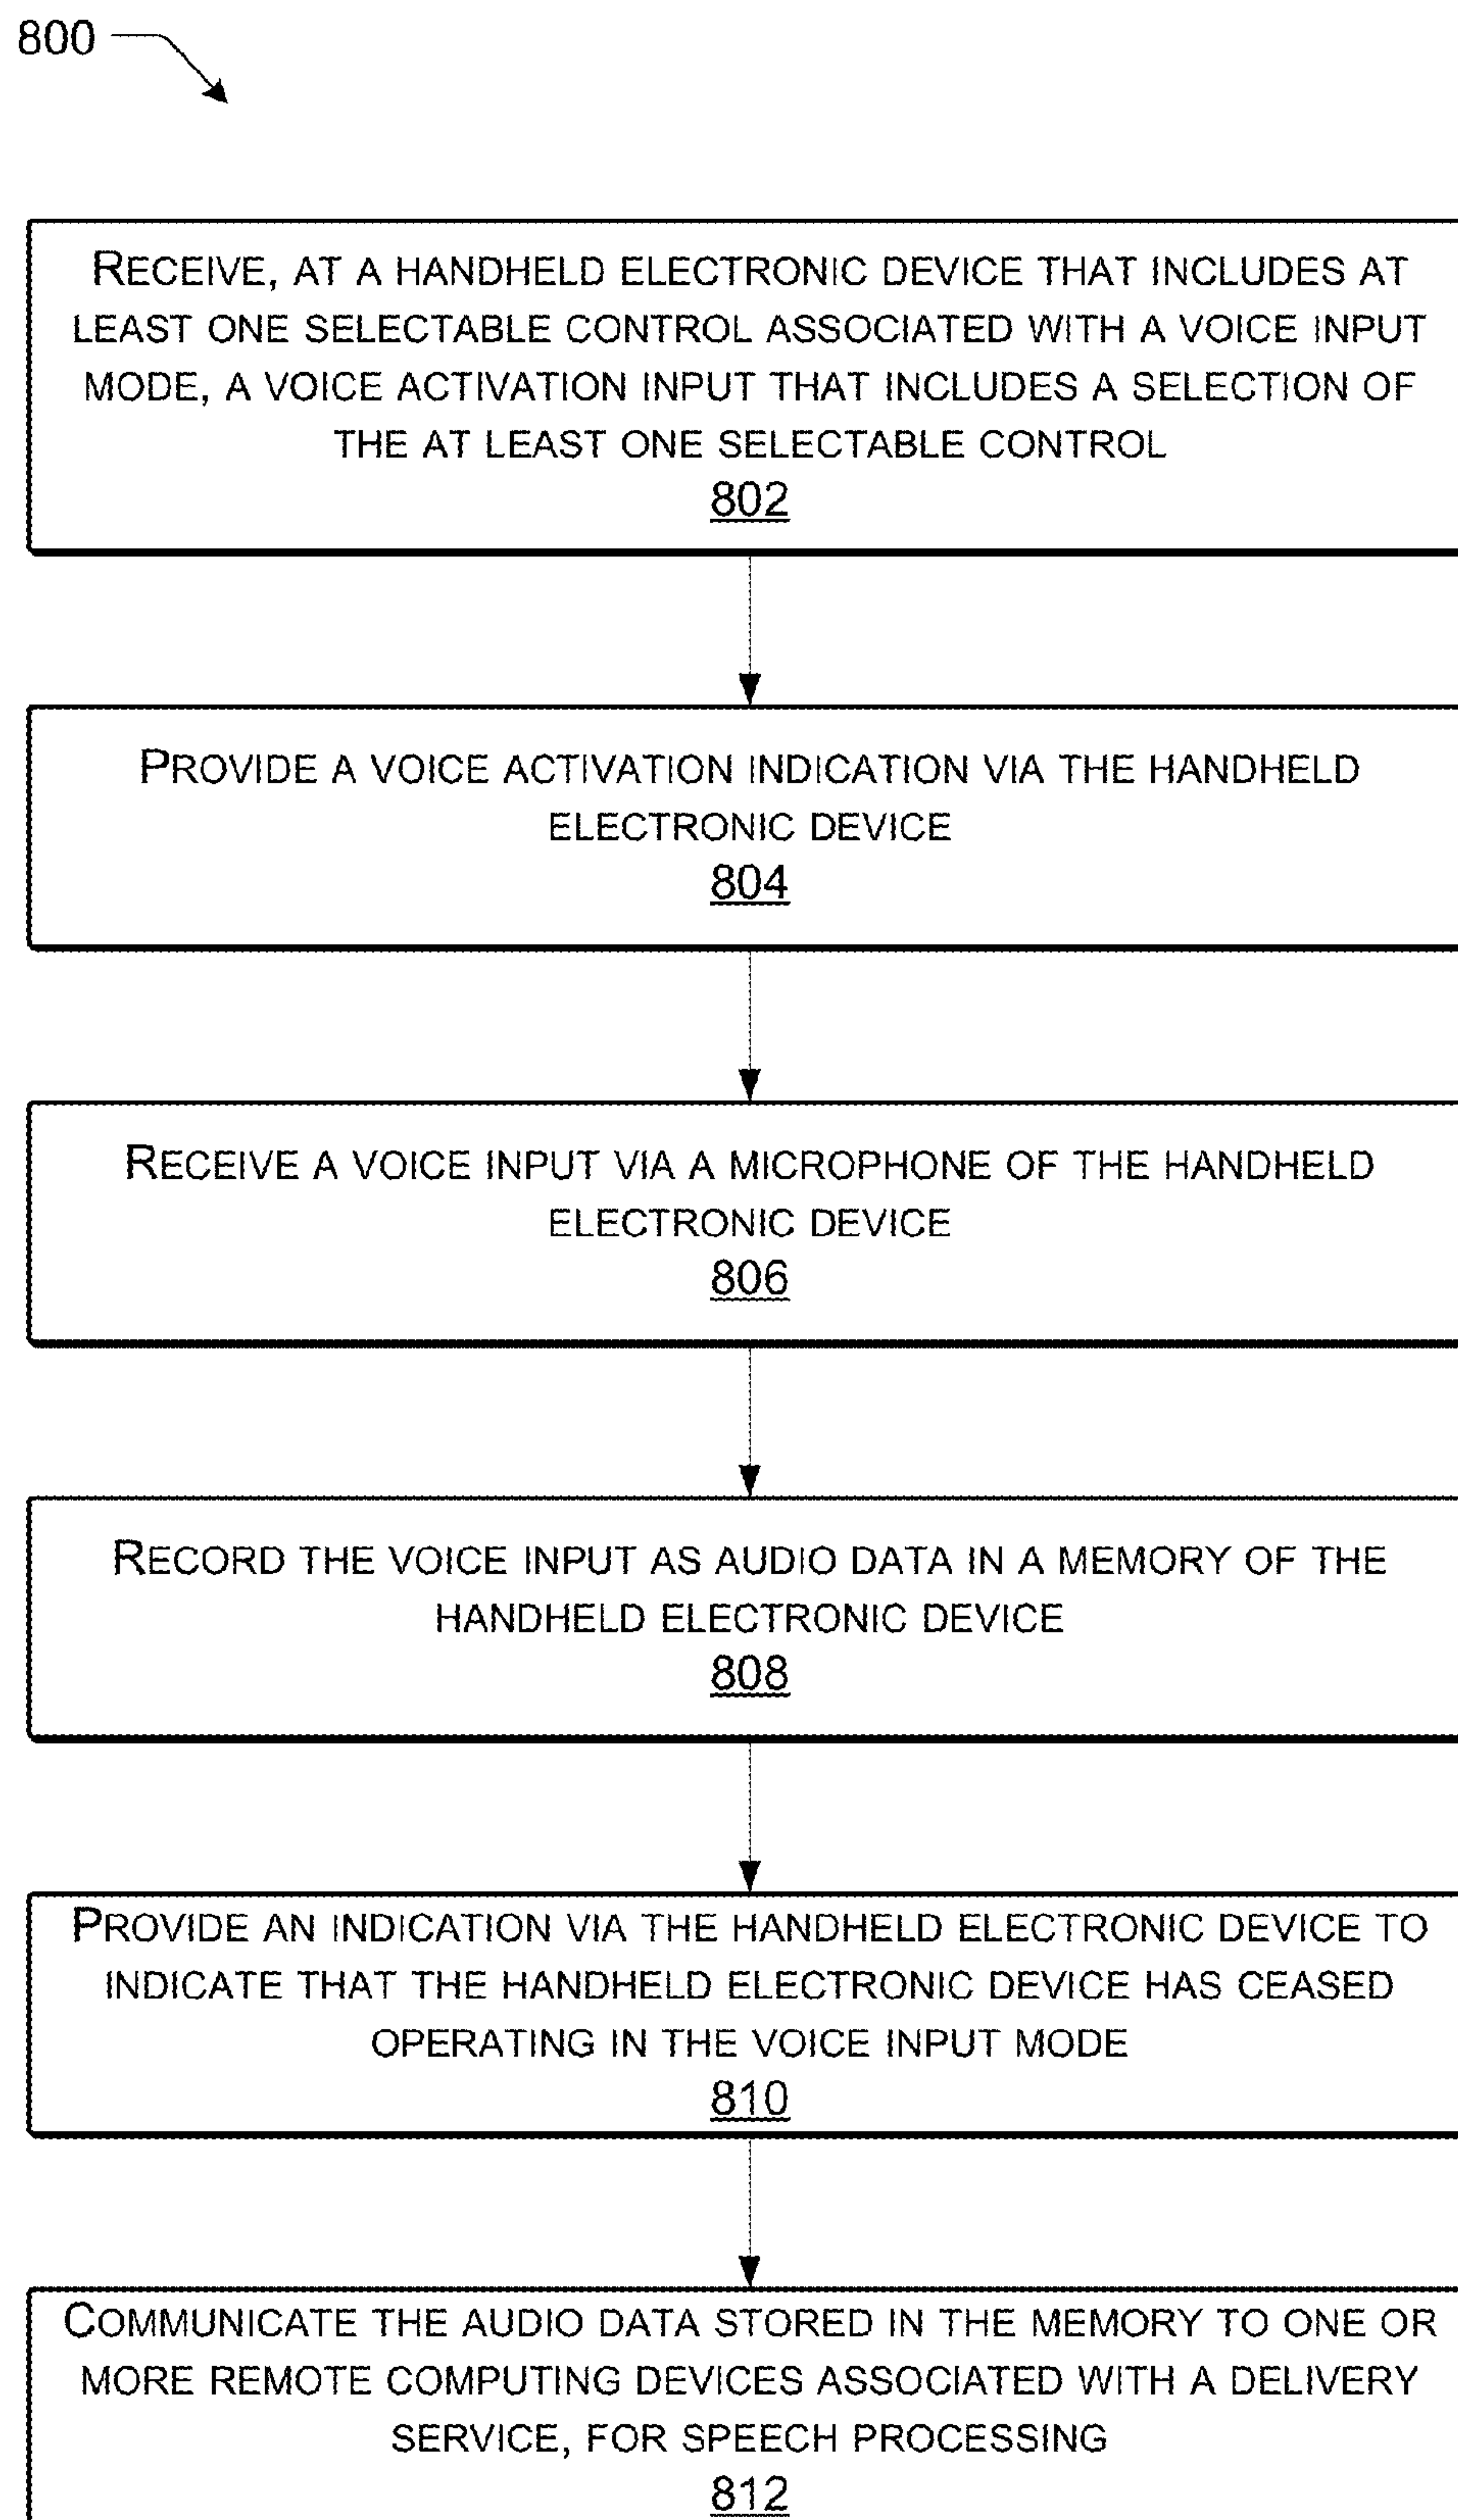 800
RECEIVE, AT A HANDHELD ELECTRONIC DEVICE THAT INCLUDES AT
LEAST ONE SELECTABLE CONTROL ASSOCIATED WITH A VOICE INPUT
MODE, A VOICE ACTIVATION INPUT THAT INCLUDES A SELECTION OF
THE AT LEAST ONE SELECTABLE CONTROL
802
PROVIDE A VOICE ACTIVATION INDICATION VIA THE HANDHELD
ELECTRONIC DEVICE
804
RECEIVE A VOICE INPUT VIA A MICROPHONE OF THE HANDHELD
ELECTRONIC DEVICE
806
RECORD THE VOICE INPUT AS AUDIO DATA IN A MEMORY OF THE
HANDHELD ELECTRONIC DEVICE
808
PROVIDE AN INDICATION VIA THE HANDHELD ELECTRONIC DEVICE TO
INDICATE THAT THE HANDHELD ELECTRONIC DEVICE HAS CEASED
OPERATING IN THE VOICE INPUT MODE
810
COMMUNICATE THE AUDIO DATA STORED IN THE MEMORY TO ONE OR
MORE REMOTE COMPUTING DEVICES ASSOCIATED WITH A DELIVERY
SERVICE, FOR SPEECH PROCESSING
812